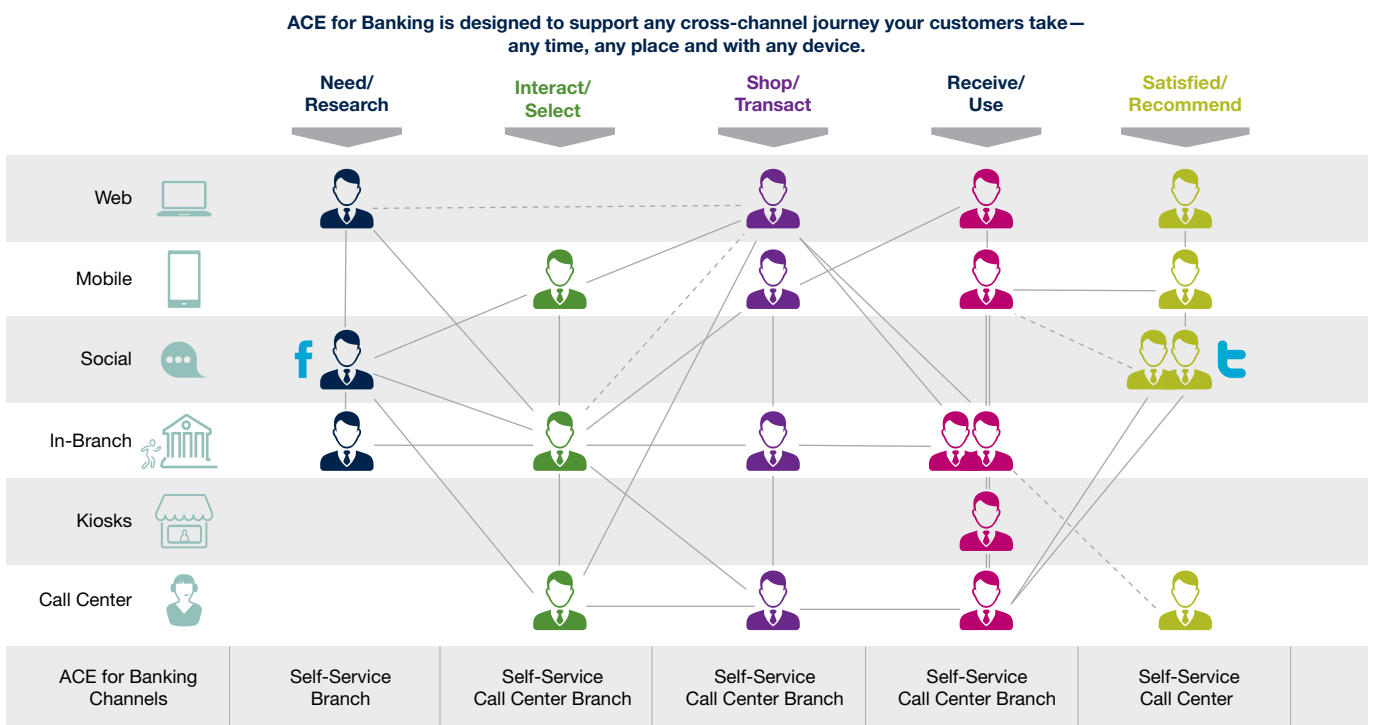 ACE for Banking is designed to support any cross-channel journey your customers take—
any time, any place and with any device.
Need/
Research
Interact/
Select
Shop/
Transact
Receive/
Use
Satisfied/
Recommend
Web
Mobile
Social
f
t
In-Branch
Kiosks
Call Center
ACE for Banking
Channels
Self-Service
Branch
Self-Service
Call Center Branch
Self-Service
Call Center Branch
Self-Service
Call Center Branch
Self-Service
Call Center